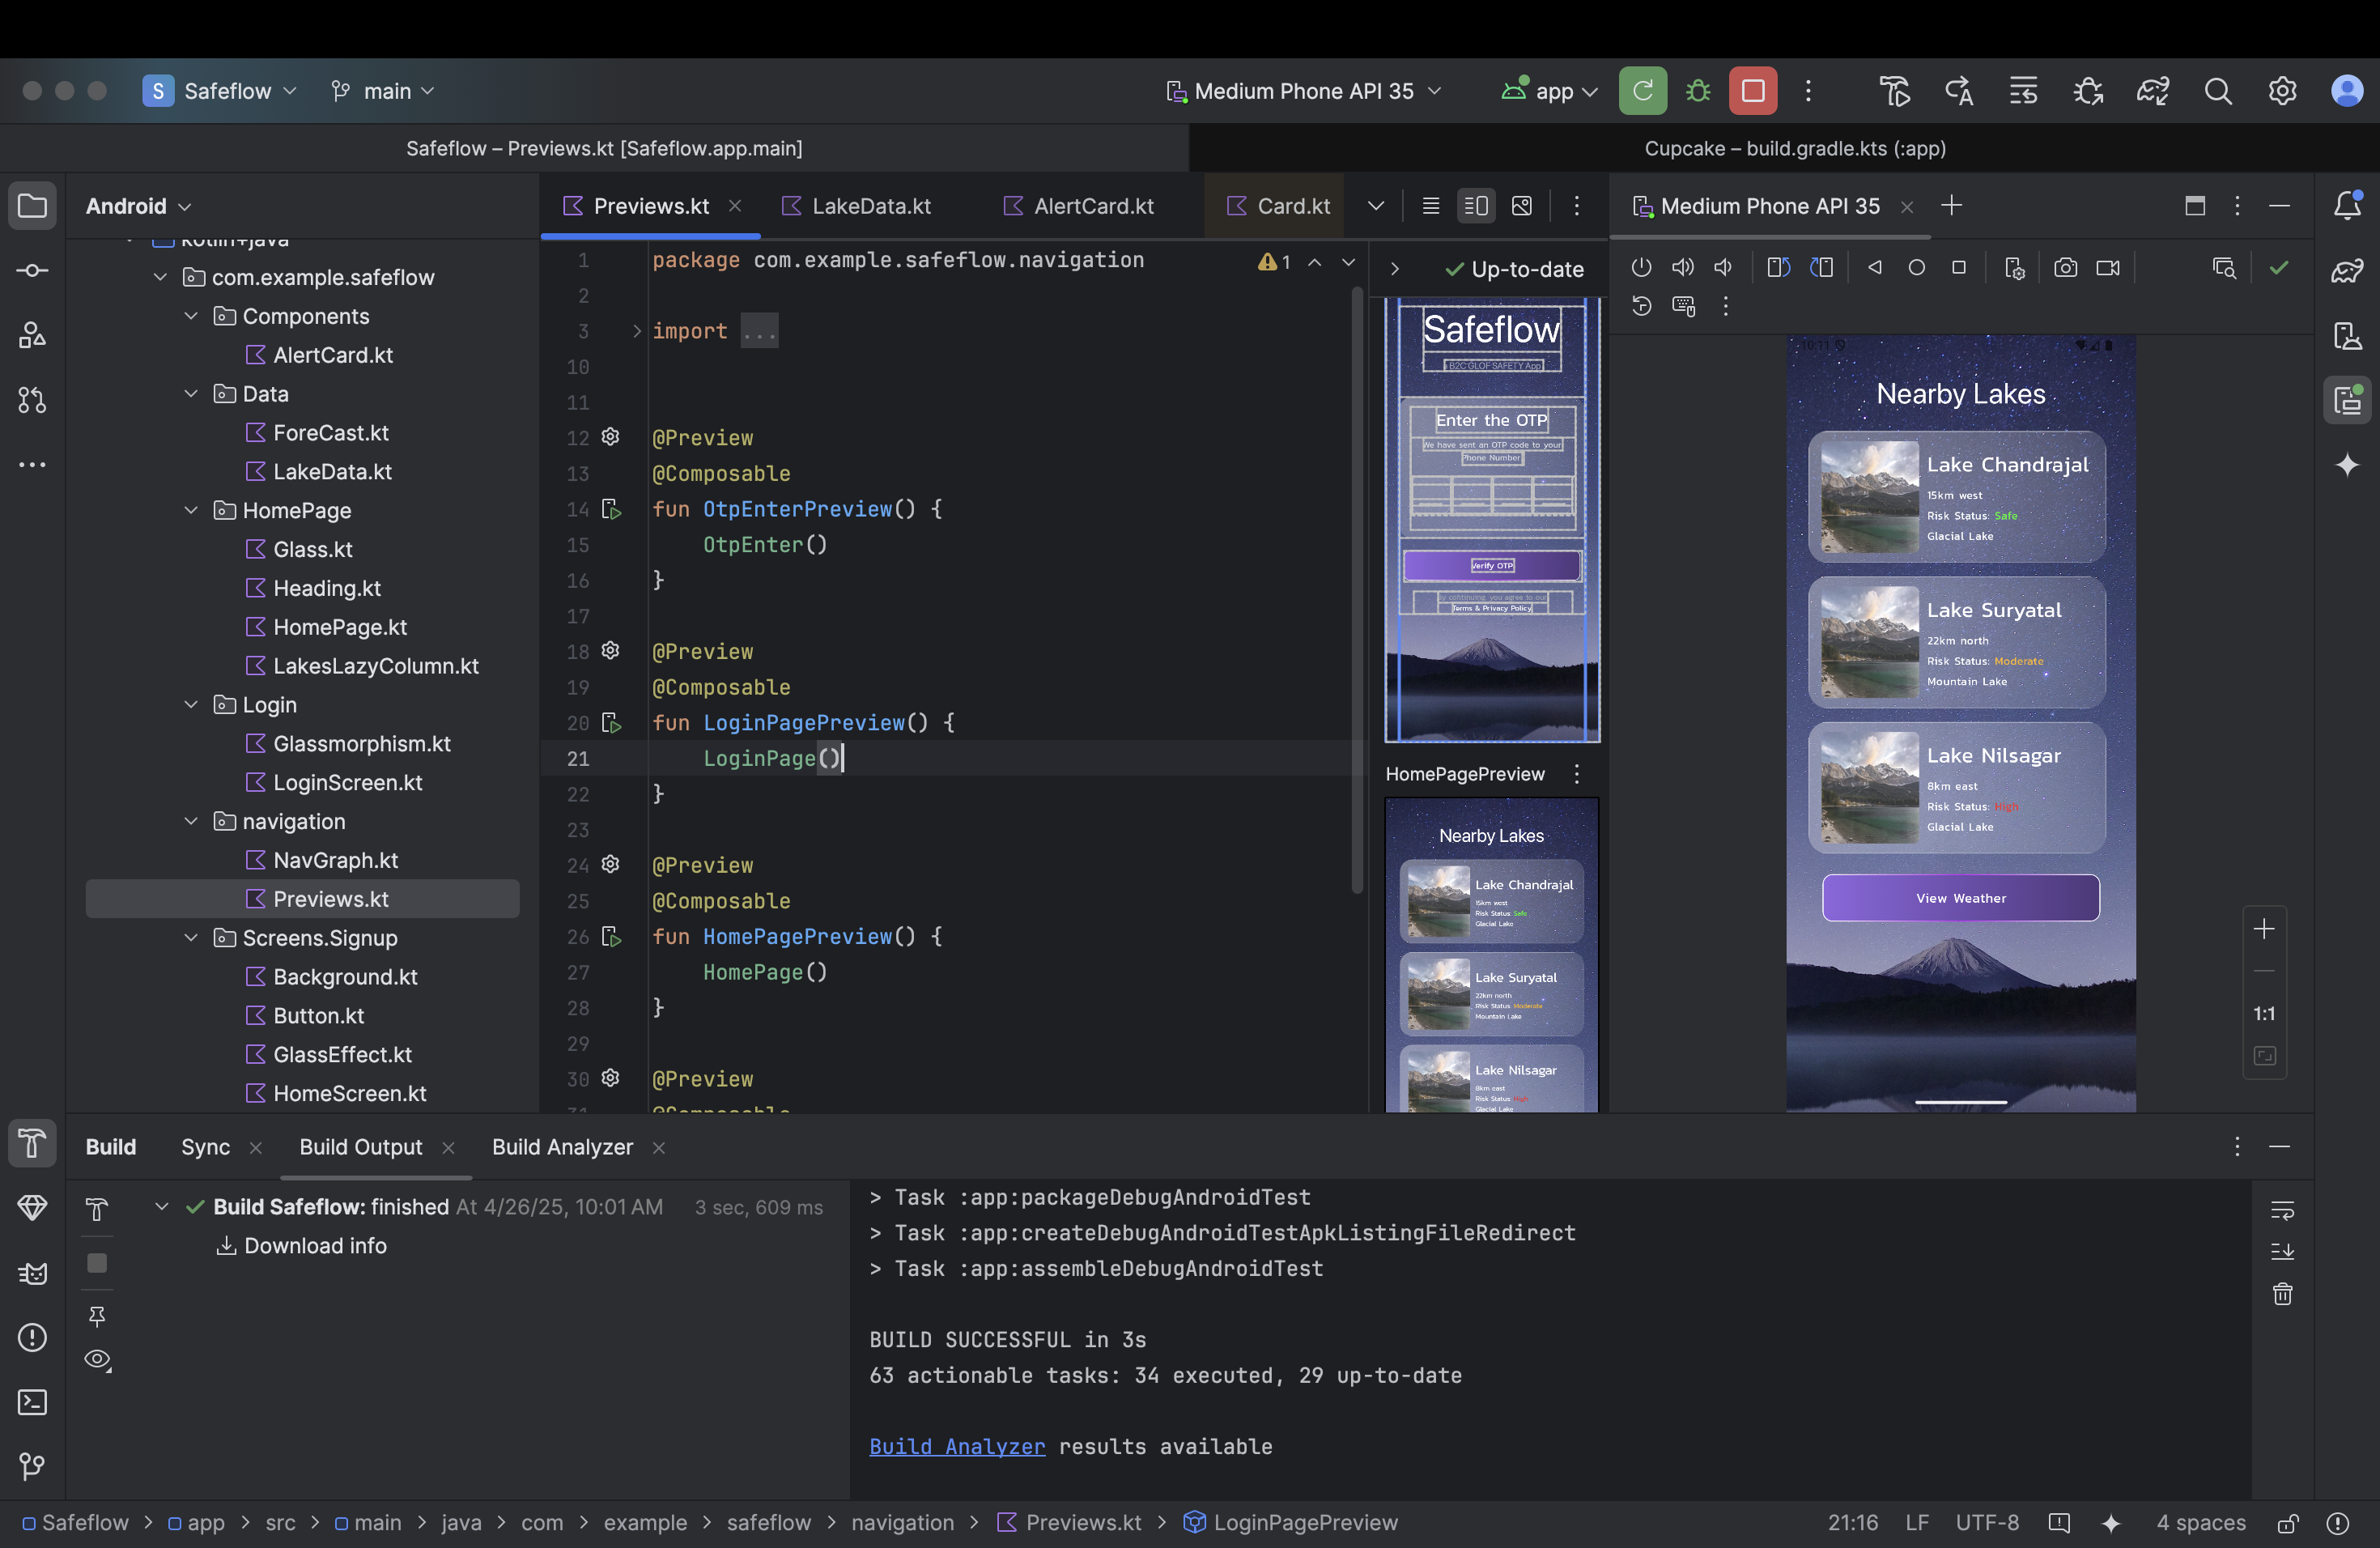 S Safeflow main Medium Phone API 35 app
Safeflow – Previews.kt [Safeflow.app.main] Cupcake – build.gradle.kts (:app)
Android
kotlin+java
com.example.safeflow
Components
AlertCard.kt
Data
ForeCast.kt
LakeData.kt
HomePage
Glass.kt
Heading.kt
HomePage.kt
LakesLazyColumn.kt
Login
Glassmorphism.kt
LoginScreen.kt
navigation
NavGraph.kt
Previews.kt
Screens.Signup
Background.kt
Button.kt
GlassEffect.kt
HomeScreen.kt
Previews.kt LakeData.kt AlertCard.kt Card.kt
1 package com.example.safeflow.navigation
1
2
3 import ...
10
11
12 @Preview
13 @Composable
14 fun OtpEnterPreview() {
15 OtpEnter()
16 }
17
18 @Preview
19 @Composable
20 fun LoginPagePreview() {
21 LoginPage()
22 }
23
24 @Preview
25 @Composable
26 fun HomePagePreview() {
27 HomePage()
28 }
29
30 @Preview
31 @Composable
Up-to-date
Safeflow
B2C GLOF SAFETY App
Enter the OTP
We have sent an OTP code to your
Phone Number
Verify OTP
By continuing, you agree to our
Terms & Privacy Policy
HomePagePreview
Nearby Lakes
Lake Chandrajal
15km west
Risk Status: Safe
Glacial Lake
Lake Suryatal
22km north
Risk Status: Moderate
Mountain Lake
Lake Nilsagar
8km east
Risk Status: High
Glacial Lake
Medium Phone API 35
10:11
Nearby Lakes
Lake Chandrajal
15km west
Risk Status: Safe
Glacial Lake
Lake Suryatal
22km north
Risk Status: Moderate
Mountain Lake
Lake Nilsagar
8km east
Risk Status: High
Glacial Lake
View Weather
1:1
Build Sync Build Output Build Analyzer
Build Safeflow: finished At 4/26/25, 10:01 AM 3 sec, 609 ms
Download info
> Task :app:packageDebugAndroidTest
> Task :app:createDebugAndroidTestApkListingFileRedirect
> Task :app:assembleDebugAndroidTest
BUILD SUCCESSFUL in 3s
63 actionable tasks: 34 executed, 29 up-to-date
Build Analyzer results available
Safeflow > app > src > main > java > com > example > safeflow > navigation > Previews.kt > LoginPagePreview
21:16 LF UTF-8 4 spaces